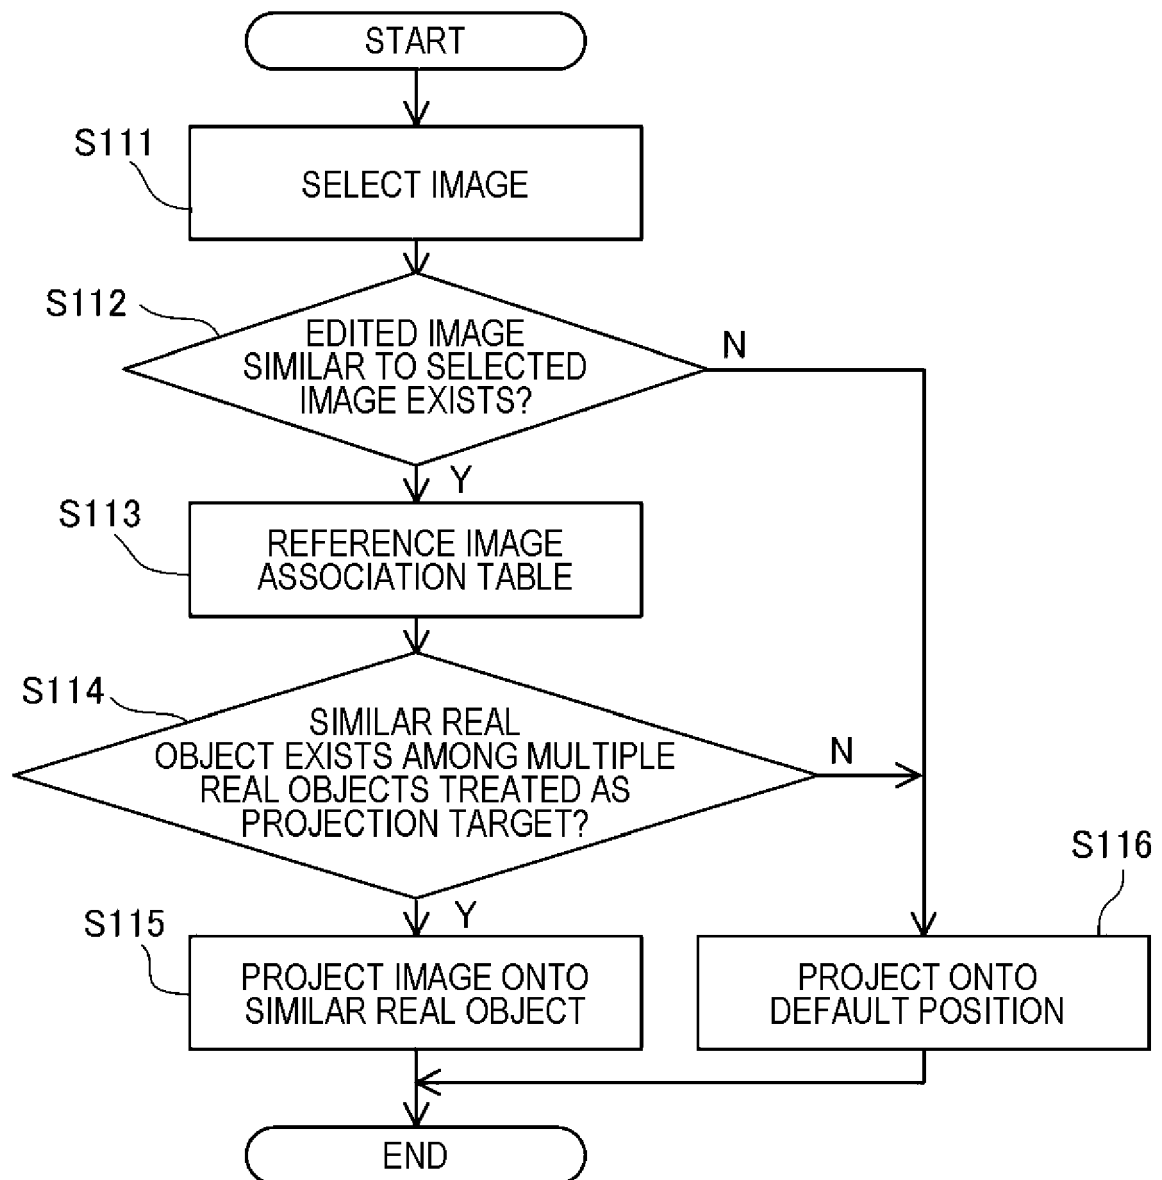 START
S111
SELECT IMAGE
S112
EDITED IMAGE
SIMILAR TO SELECTED
IMAGE EXISTS?
N
Y
S113
REFERENCE IMAGE
ASSOCIATION TABLE
S114
SIMILAR REAL
OBJECT EXISTS AMONG MULTIPLE
REAL OBJECTS TREATED AS
PROJECTION TARGET?
N
Y
S115
PROJECT IMAGE ONTO
SIMILAR REAL OBJECT
S116
PROJECT ONTO
DEFAULT POSITION
END